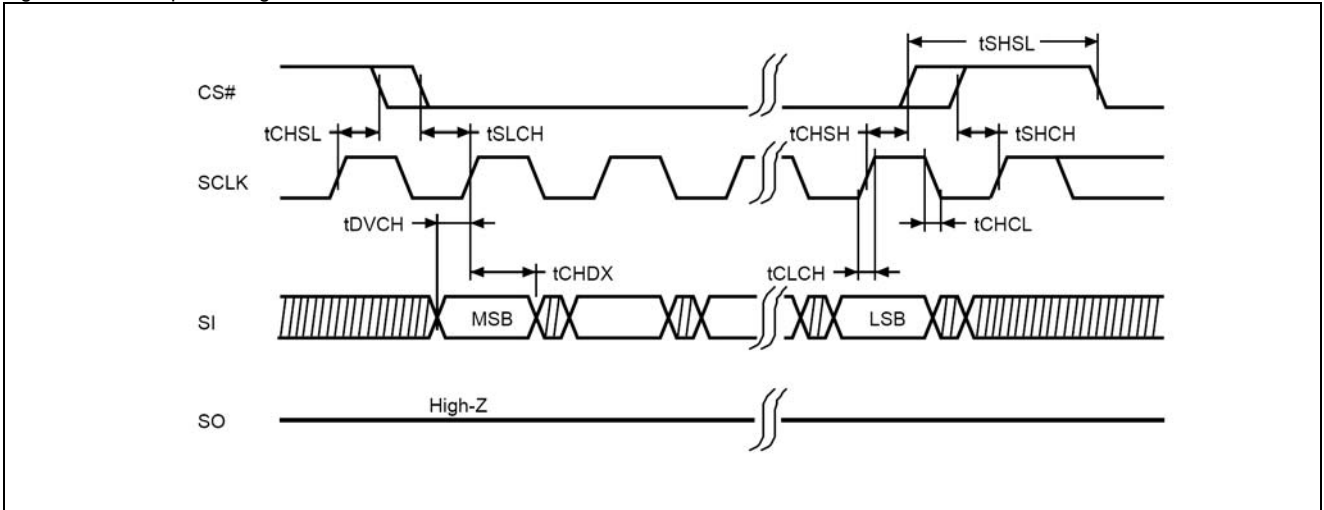 tSHSL
CS#
tCHSL
tSLCH
tCHSH
tSHCH
SCLK
tDVCH
tCHCL
tCHDX
tCLCH
SI
MSB
LSB
High-Z
SO